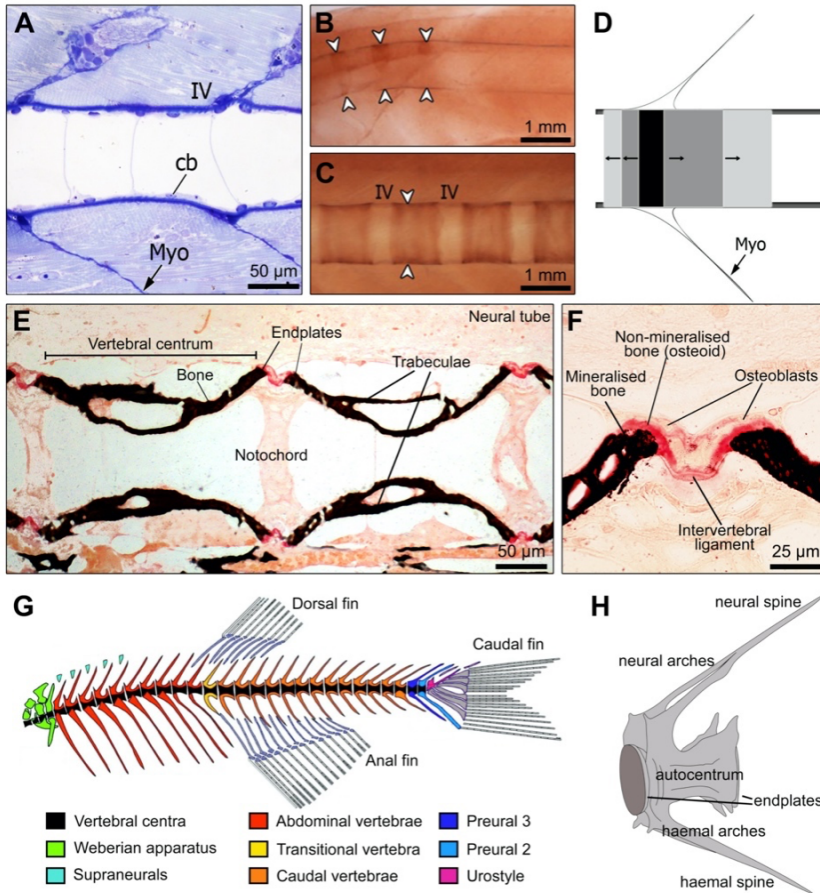 A
IV
cb
Myo
50 µm
B
1 mm
C
IV IV
1 mm
D
Myo
E
Vertebral centrum
Endplates
Neural tube
Bone
Trabeculae
Notochord
50 µm
F
Non-mineralised
bone (osteoid)
Mineralised
bone
Osteoblasts
Intervertebral
ligament
25 µm
G
Dorsal fin
Caudal fin
Anal fin
Vertebral centra
Weberian apparatus
Supraneurals
Abdominal vertebrae
Transitional vertebra
Caudal vertebrae
Preural 3
Preural 2
Urostyle
H
neural spine
neural arches
autocentrum
endplates
haemal arches
haemal spine